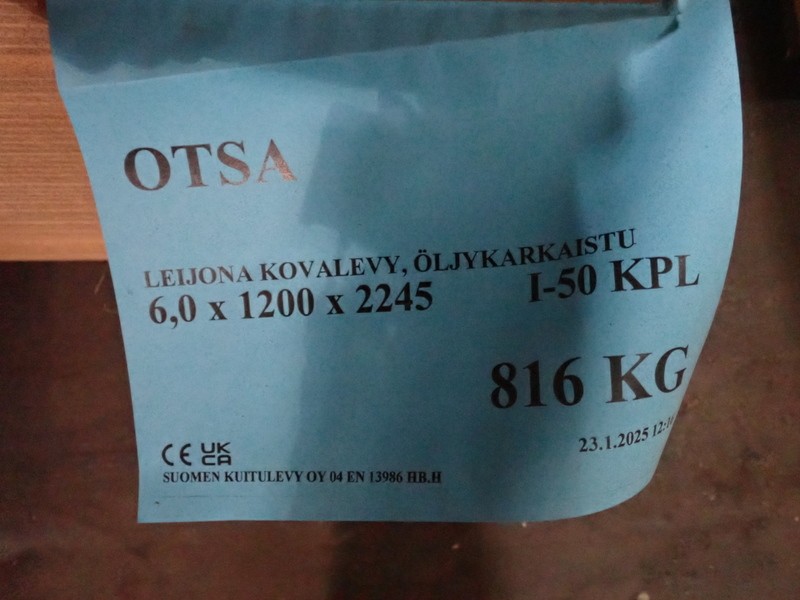 OTSA
LEIJONA KOVALEVY, ÖLJYKARKAISTU
6,0 x 1200 x 2245 I-50 KPL
816 KG
23.1.2025
CE UK CA
SUOMEN KUITULEVY OY 04 EN 13986 HB.H